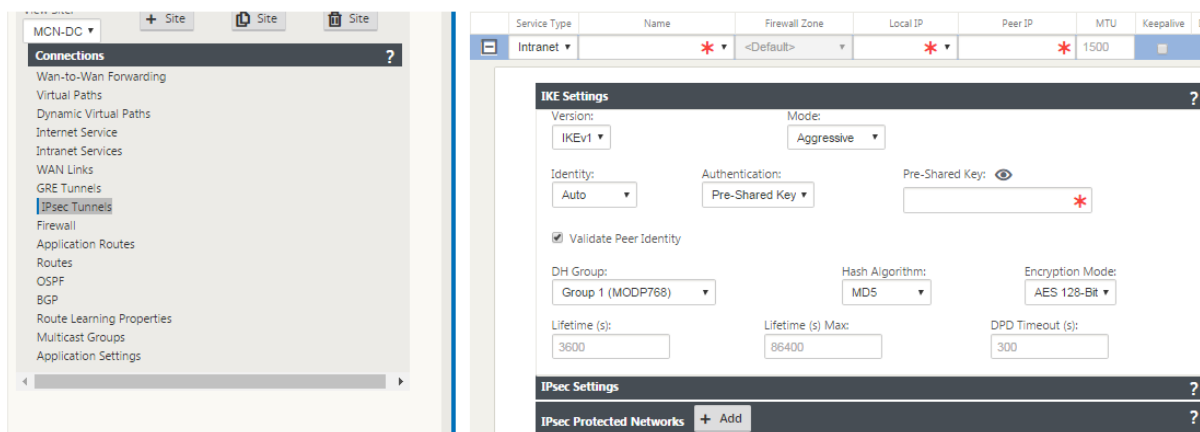 View Site:
MCN-DC
+ Site
Site
Site
Connections ?
Wan-to-Wan Forwarding
Virtual Paths
Dynamic Virtual Paths
Internet Service
Intranet Services
WAN Links
GRE Tunnels
IPsec Tunnels
Firewall
Application Routes
Routes
OSPF
BGP
Route Learning Properties
Multicast Groups
Application Settings
Service Type Name Firewall Zone Local IP Peer IP MTU Keepalive
Intranet * <Default> * * 1500
IKE Settings ?
Version: Mode:
IKEv1 Aggressive
Identity: Authentication: Pre-Shared Key:
Auto Pre-Shared Key *
Validate Peer Identity
DH Group: Hash Algorithm: Encryption Mode:
Group 1 (MODP768) MD5 AES 128-Bit
Lifetime (s): Lifetime (s) Max: DPD Timeout (s):
3600 86400 300
IPsec Settings ?
IPsec Protected Networks + Add ?